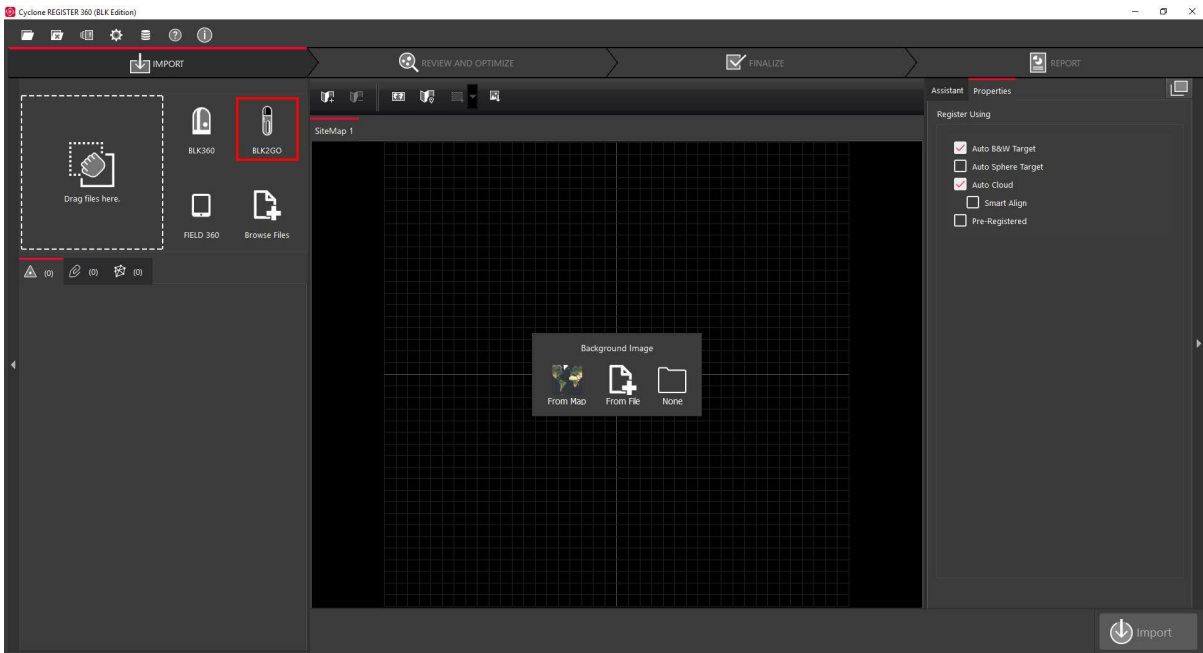 Cyclone REGISTER 360 (BLK Edition)
IMPORT
REVIEW AND OPTIMIZE
FINALIZE
REPORT
Drag files here.
BLK360
BLK2GO
FIELD 360
Browse Files
(0)
(0)
(0)
SiteMap 1
Background Image
From Map
From File
None
Assistant
Properties
Register Using
Auto B&W Target
Auto Sphere Target
Auto Cloud
Smart Align
Pre-Registered
Import